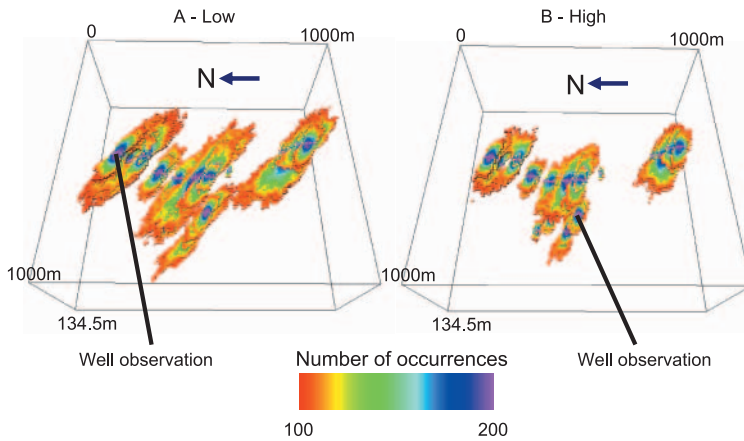 A - Low
0
1000m
N
1000m
134.5m
Well observation
B - High
0
1000m
N
1000m
134.5m
Well observation
Number of occurrences
100
200